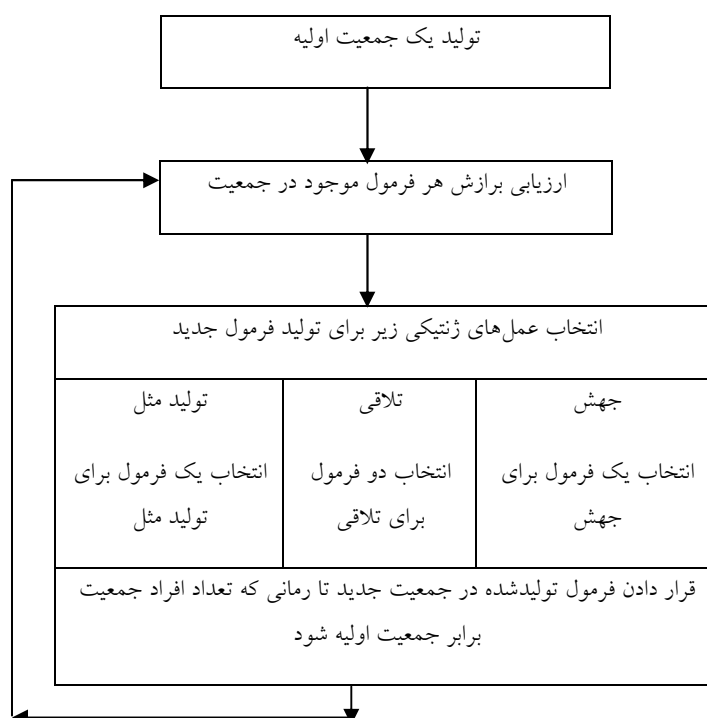 تولید یک جمعیت اولیه
ارزیابی برازش هر فرمول موجود در جمعیت
انتخاب عمل‌های ژنتیکی زیر برای تولید فرمول جدید
جهش
انتخاب یک فرمول برای
جهش
تلاقی
انتخاب دو فرمول
برای تلاقی
تولید مثل
انتخاب یک فرمول برای
تولید مثل
قرار دادن فرمول تولیدشده در جمعیت جدید تا رمانی که تعداد افراد جمعیت
برابر جمعیت اولیه شود